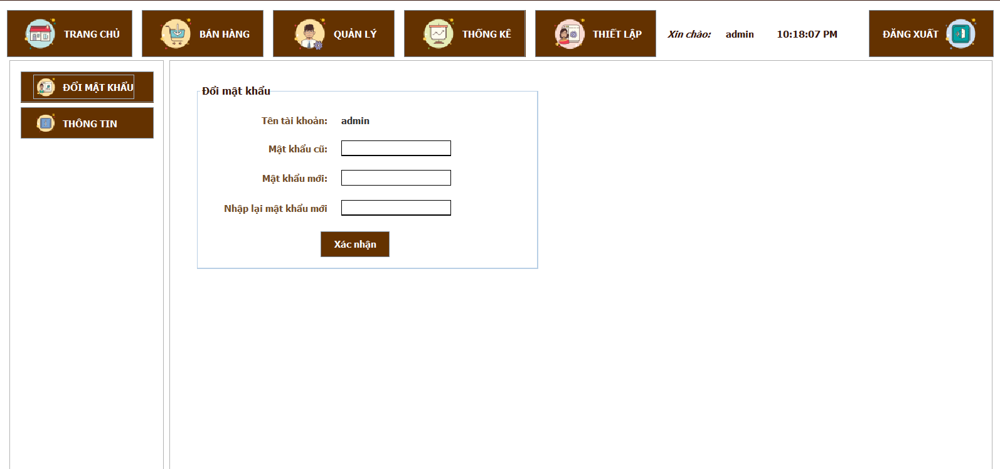 TRANG CHỦ
BÁN HÀNG
QUẢN LÝ
THỐNG KÊ
THIẾT LẬP
Xin chào:
admin
10:18:07 PM
ĐĂNG XUẤT
ĐỔI MẬT KHẨU
THÔNG TIN
Đổi mật khẩu
Tên tài khoản:
admin
Mật khẩu cũ:
Mật khẩu mới:
Nhập lại mật khẩu mới
Xác nhận